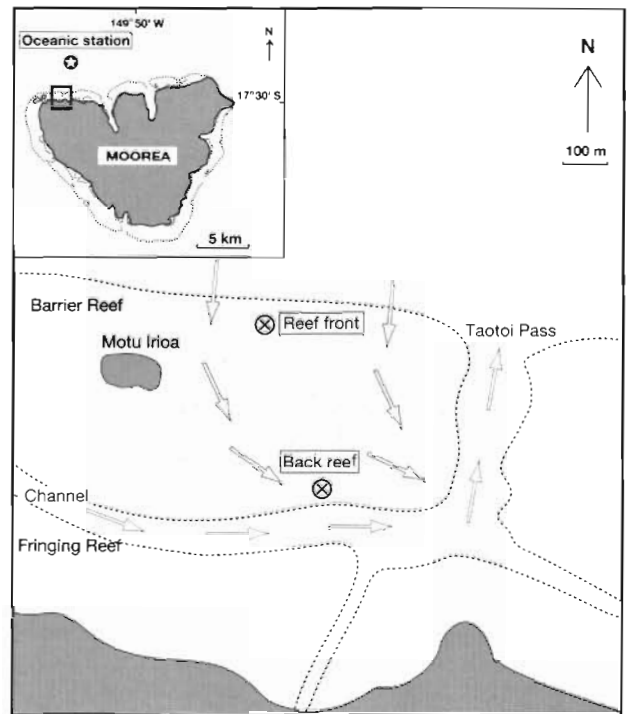 149°50' W
Oceanic station
N
17°30' S
MOOREA
5 km
N
100 m
Barrier Reef
Reef front
Taotoi Pass
Motu Irioa
Back reef
Channel
Fringing Reef